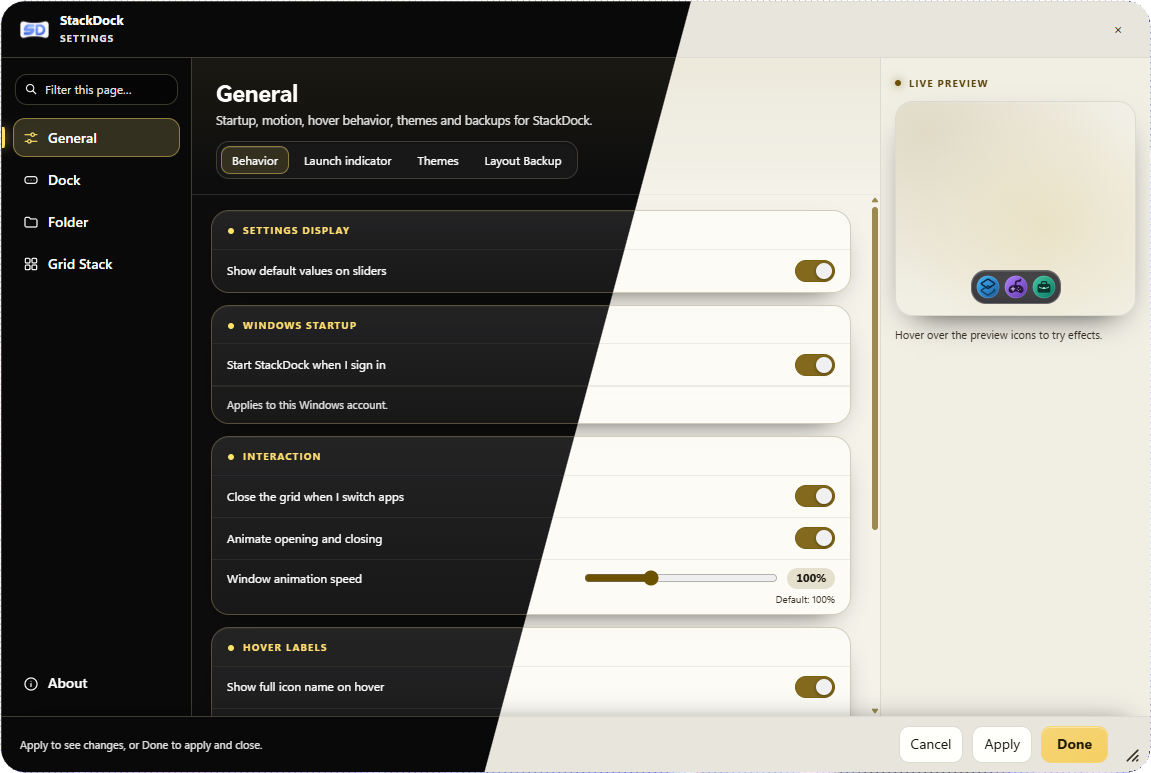 SD
StackDock
SETTINGS
×
Filter this page...
General
Dock
Folder
Grid Stack
About
General
Startup, motion, hover behavior, themes and backups for StackDock.
Behavior
Launch indicator
Themes
Layout Backup
SETTINGS DISPLAY
Show default values on sliders
WINDOWS STARTUP
Start StackDock when I sign in
Applies to this Windows account.
INTERACTION
Close the grid when I switch apps
Animate opening and closing
Window animation speed
100%
Default: 100%
HOVER LABELS
Show full icon name on hover
LIVE PREVIEW
Hover over the preview icons to try effects.
Apply to see changes, or Done to apply and close.
Cancel
Apply
Done